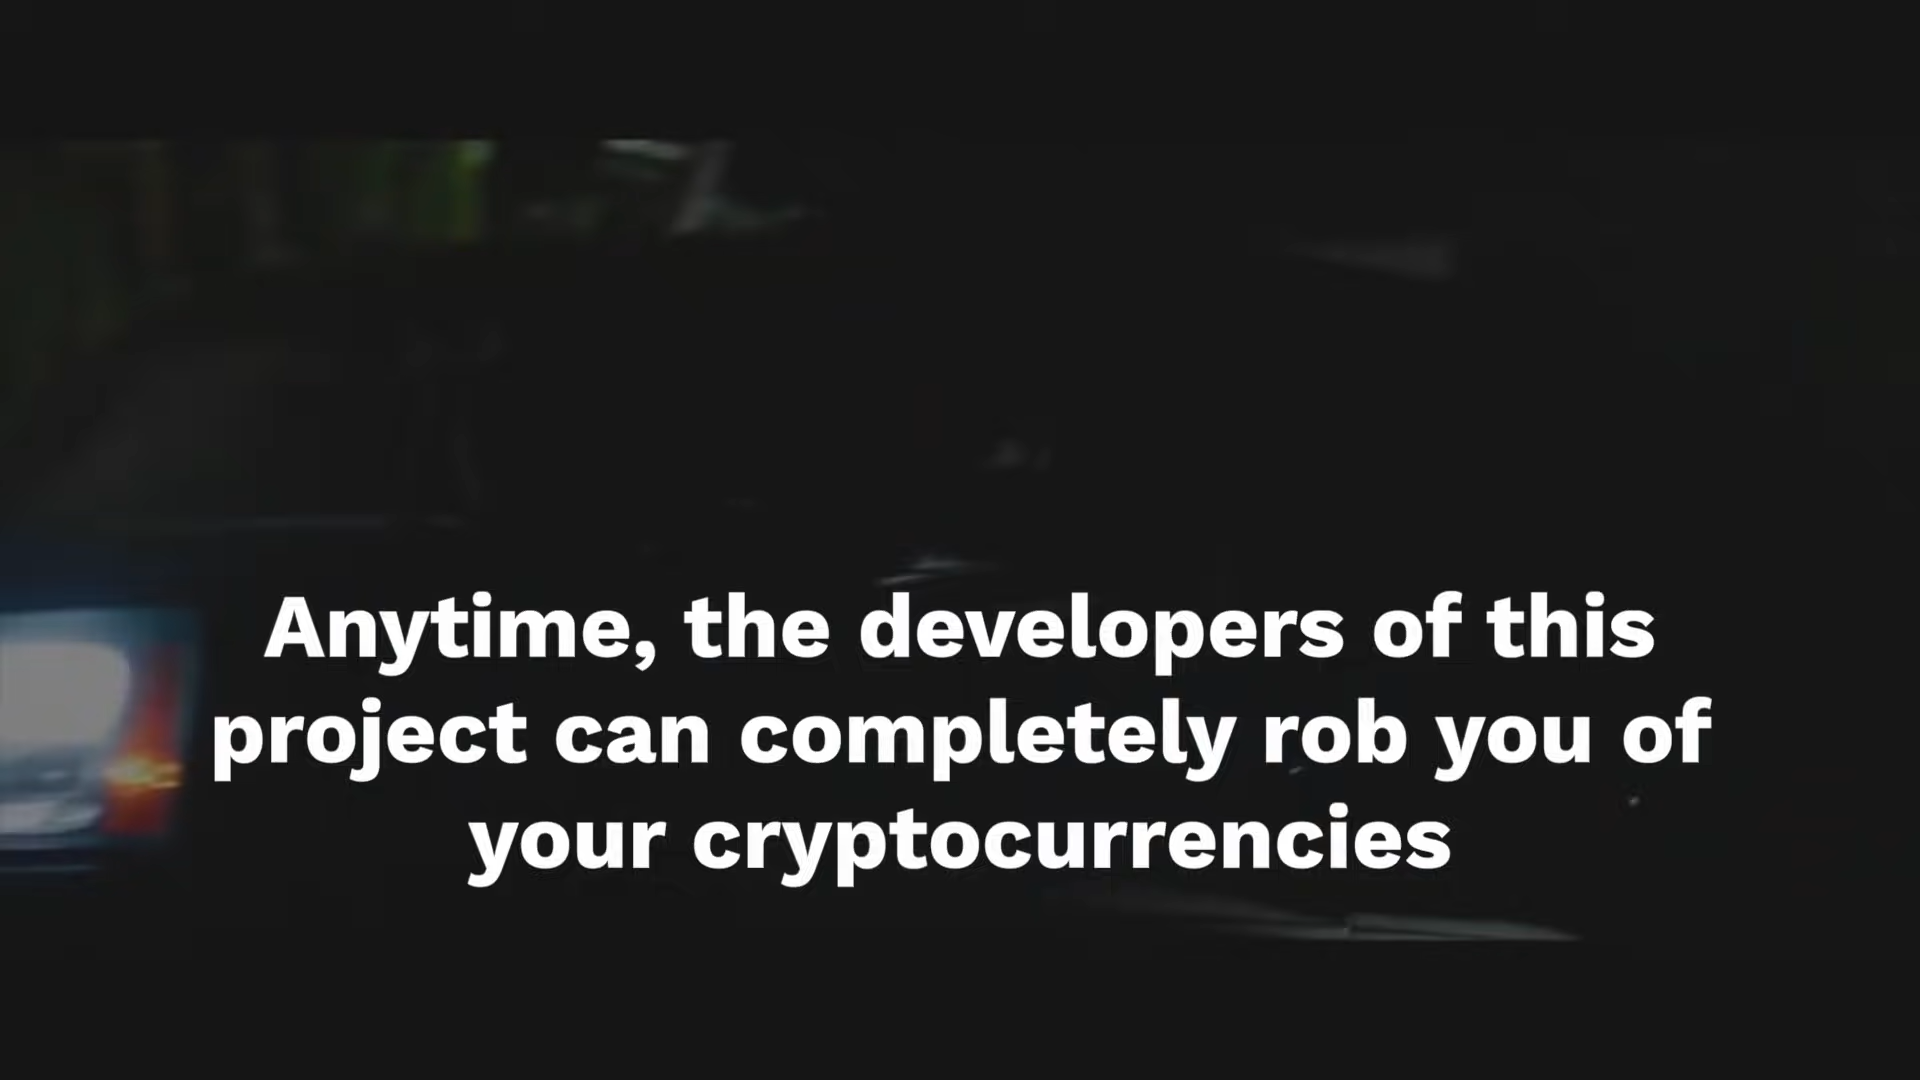 Anytime, the developers of this
project can completely rob you of
your cryptocurrencies